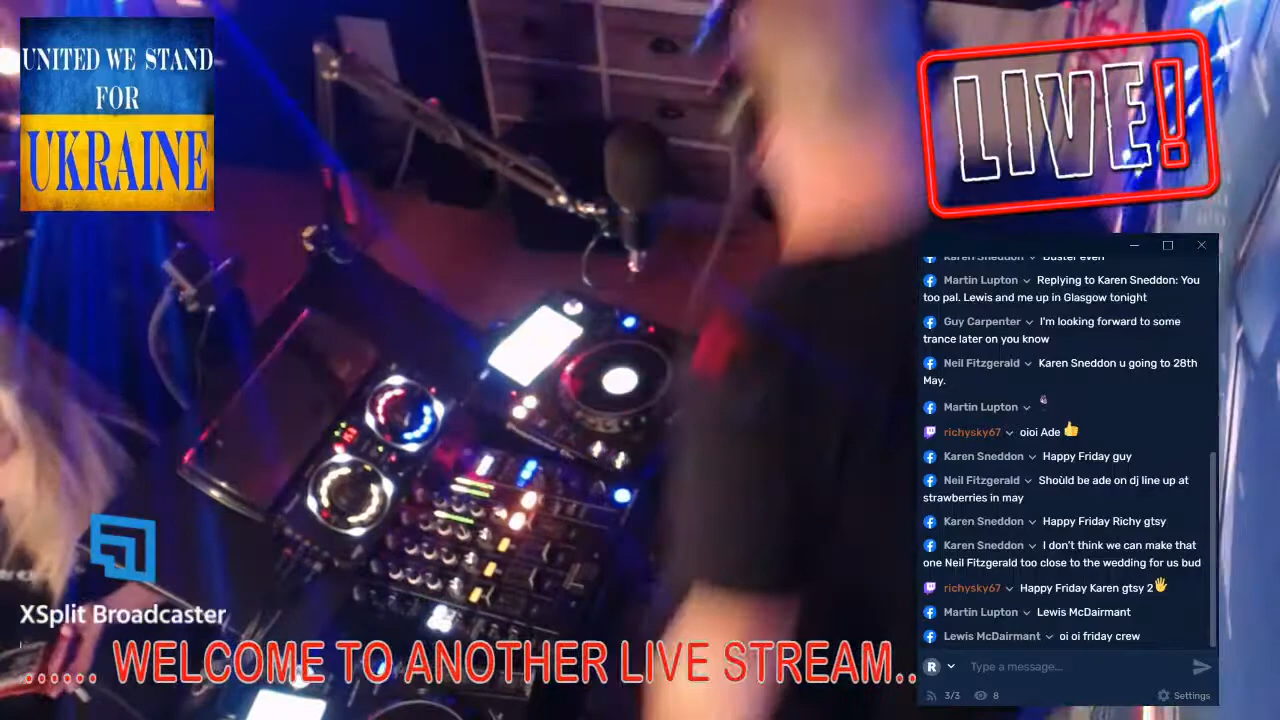 UNITED WE STAND
FOR
UKRAINE
LIVE!
Karen Sneddon
Martin Lupton Replying to Karen Sneddon: You
too pal. Lewis and me up in Glasgow tonight
Guy Carpenter I'm looking forward to some
trance later on you know
Neil Fitzgerald Karen Sneddon u going to 28th
May.
Martin Lupton
richysky67 oioi Ade 👍
Karen Sneddon Happy Friday guy
Neil Fitzgerald Should be ade on dj line up at
strawberries in may
Karen Sneddon Happy Friday Richy gtsy
Karen Sneddon I don't think we can make that
one Neil Fitzgerald too close to the wedding for us bud
richysky67 Happy Friday Karen gtsy 2🖐
Martin Lupton Lewis McDairmant
Lewis McDairmant oi oi friday crew
R Type a message...
3/3 8 Settings
XSplit Broadcaster
...... WELCOME TO ANOTHER LIVE STREAM..